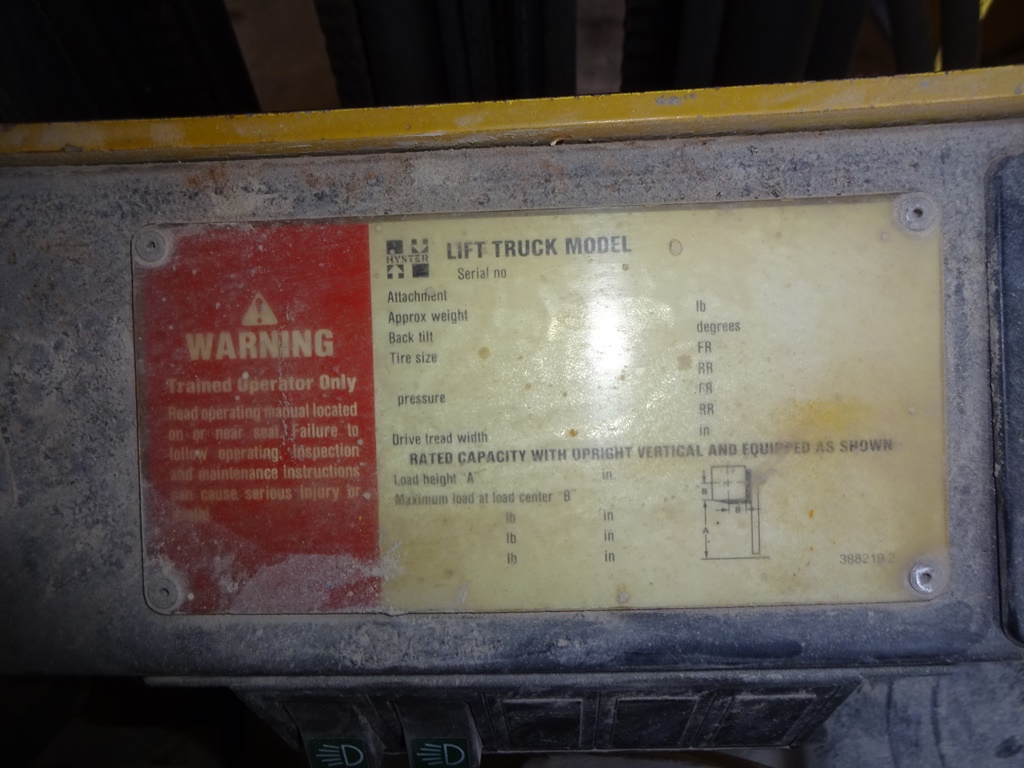 WARNING
Trained Operator Only
Read operating manual located
on or near seat. Failure to
follow operating, Inspection
and maintenance Instructions
can cause serious injury or
HYSTER
LIFT TRUCK MODEL
Serial no
Attachment
Approx weight lb
Back tilt degrees
Tire size FR
RR
pressure FR
RR
Drive tread width in
RATED CAPACITY WITH UPRIGHT VERTICAL AND EQUIPPED AS SHOWN
Load height "A" in
Maximum load at load center "B"
lb in
lb in
lb in
B
B
A
388219 2